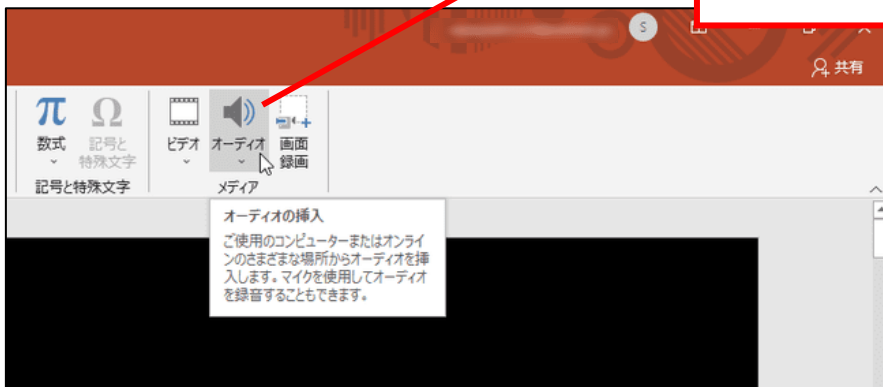 S
共有
π Ω
数式 記号と
特殊文字
ビデオ オーディオ 画面
録画
記号と特殊文字 メディア
オーディオの挿入
ご使用のコンピューターまたはオンライ
ンのさまざまな場所からオーディオを挿
入します。マイクを使用してオーディオ
を録音することもできます。